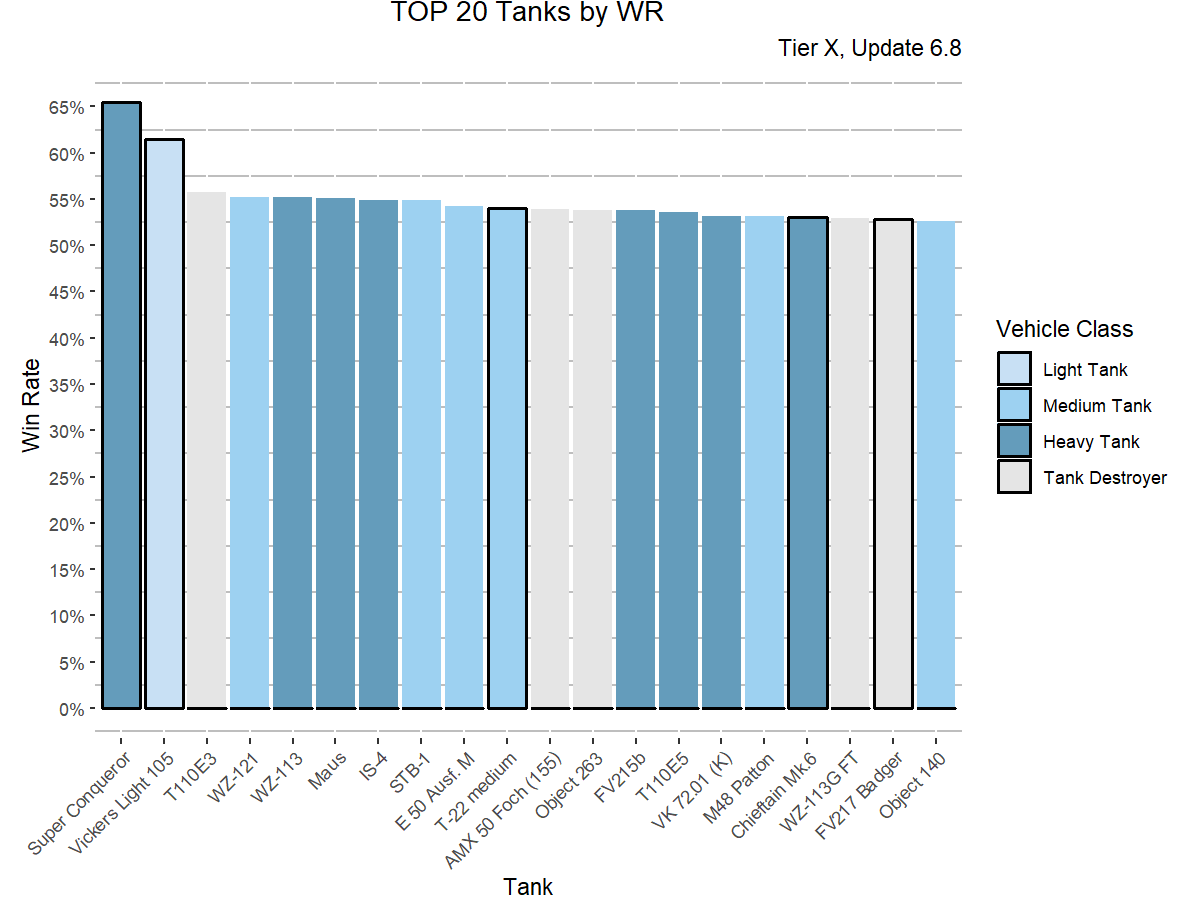 TOP 20 Tanks by WR
Tier X, Update 6.8
65%
60%
55%
50%
45%
40%
35%
30%
25%
20%
15%
10%
5%
0%
Win Rate
Super Conqueror
Vickers Light 105
T110E3
WZ-121
WZ-113
Maus
IS-4
STB-1
E 50 Ausf. M
T-22 medium
AMX 50 Foch (155)
Object 263
FV215b
T110E5
VK 72.01 (K)
M48 Patton
Chieftain Mk.6
WZ-113G FT
FV217 Badger
Object 140
Tank
Vehicle Class
Light Tank
Medium Tank
Heavy Tank
Tank Destroyer